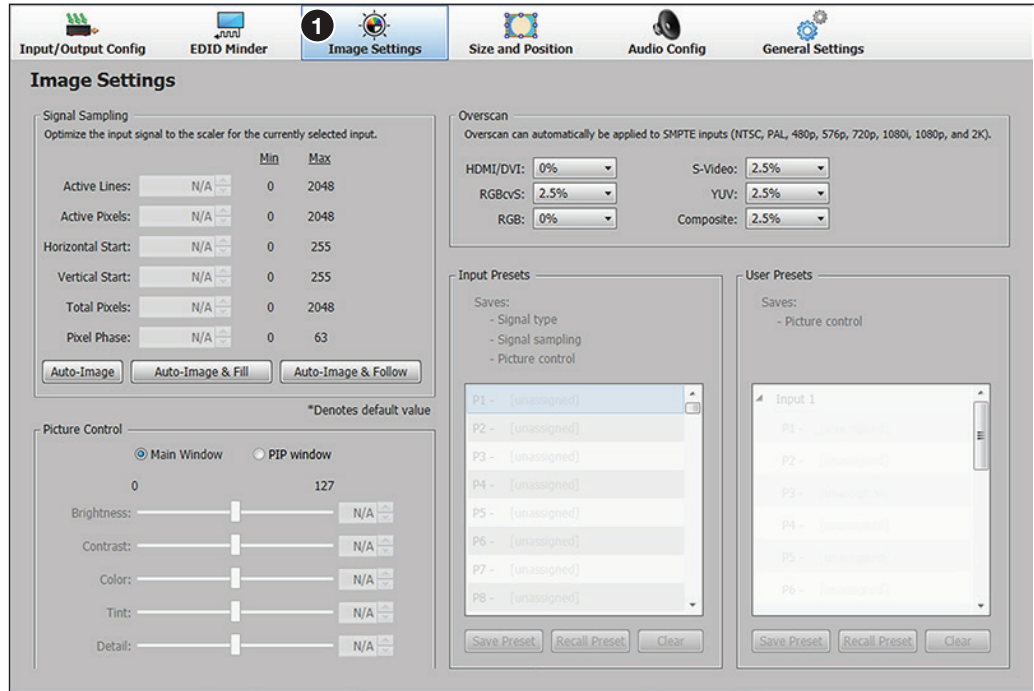 1
Input/Output Config EDID Minder Image Settings Size and Position Audio Config General Settings
Image Settings
Signal Sampling
Optimize the input signal to the scaler for the currently selected input.
Min Max
Active Lines: N/A 0 2048
Active Pixels: N/A 0 2048
Horizontal Start: N/A 0 255
Vertical Start: N/A 0 255
Total Pixels: N/A 0 2048
Pixel Phase: N/A 0 63
Auto-Image Auto-Image & Fill Auto-Image & Follow
*Denotes default value
Picture Control
Main Window PIP window
0 127
Brightness: N/A
Contrast: N/A
Color: N/A
Tint: N/A
Detail: N/A
Overscan
Overscan can automatically be applied to SMPTE inputs (NTSC, PAL, 480p, 576p, 720p, 1080i, 1080p, and 2K).
HDMI/DVI: 0% S-Video: 2.5%
RGBcvS: 2.5% YUV: 2.5%
RGB: 0% Composite: 2.5%
Input Presets
Saves:
- Signal type
- Signal sampling
- Picture control
P1 - [unassigned]
P2 - [unassigned]
P3 - [unassigned]
P4 - [unassigned]
P5 - [unassigned]
P6 - [unassigned]
P7 - [unassigned]
P8 - [unassigned]
Save Preset Recall Preset Clear
User Presets
Saves:
- Picture control
Input 1
P1 - [unassigned]
P2 - [unassigned]
P3 - [unassigned]
P4 - [unassigned]
P5 - [unassigned]
P6 - [unassigned]
Save Preset Recall Preset Clear